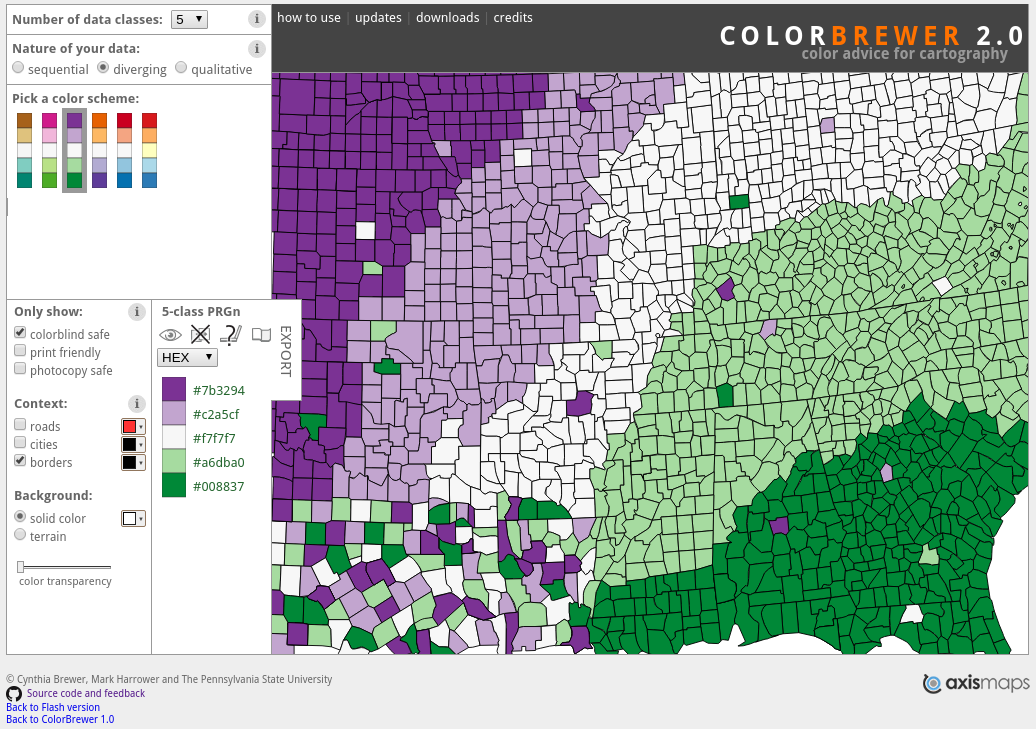 Number of data classes: 5 i
how to use | updates | downloads | credits
COLORBREWER 2.0
color advice for cartography
Nature of your data: i
sequential diverging qualitative
Pick a color scheme:
Only show: i
colorblind safe
print friendly
photocopy safe
Context: i
roads
cities
borders
Background:
solid color
terrain
color transparency
5-class PRGn
EXPORT
HEX
#7b3294
#c2a5cf
#f7f7f7
#a6dba0
#008837
© Cynthia Brewer, Mark Harrower and The Pennsylvania State University
Source code and feedback
Back to Flash version
Back to ColorBrewer 1.0
axismaps